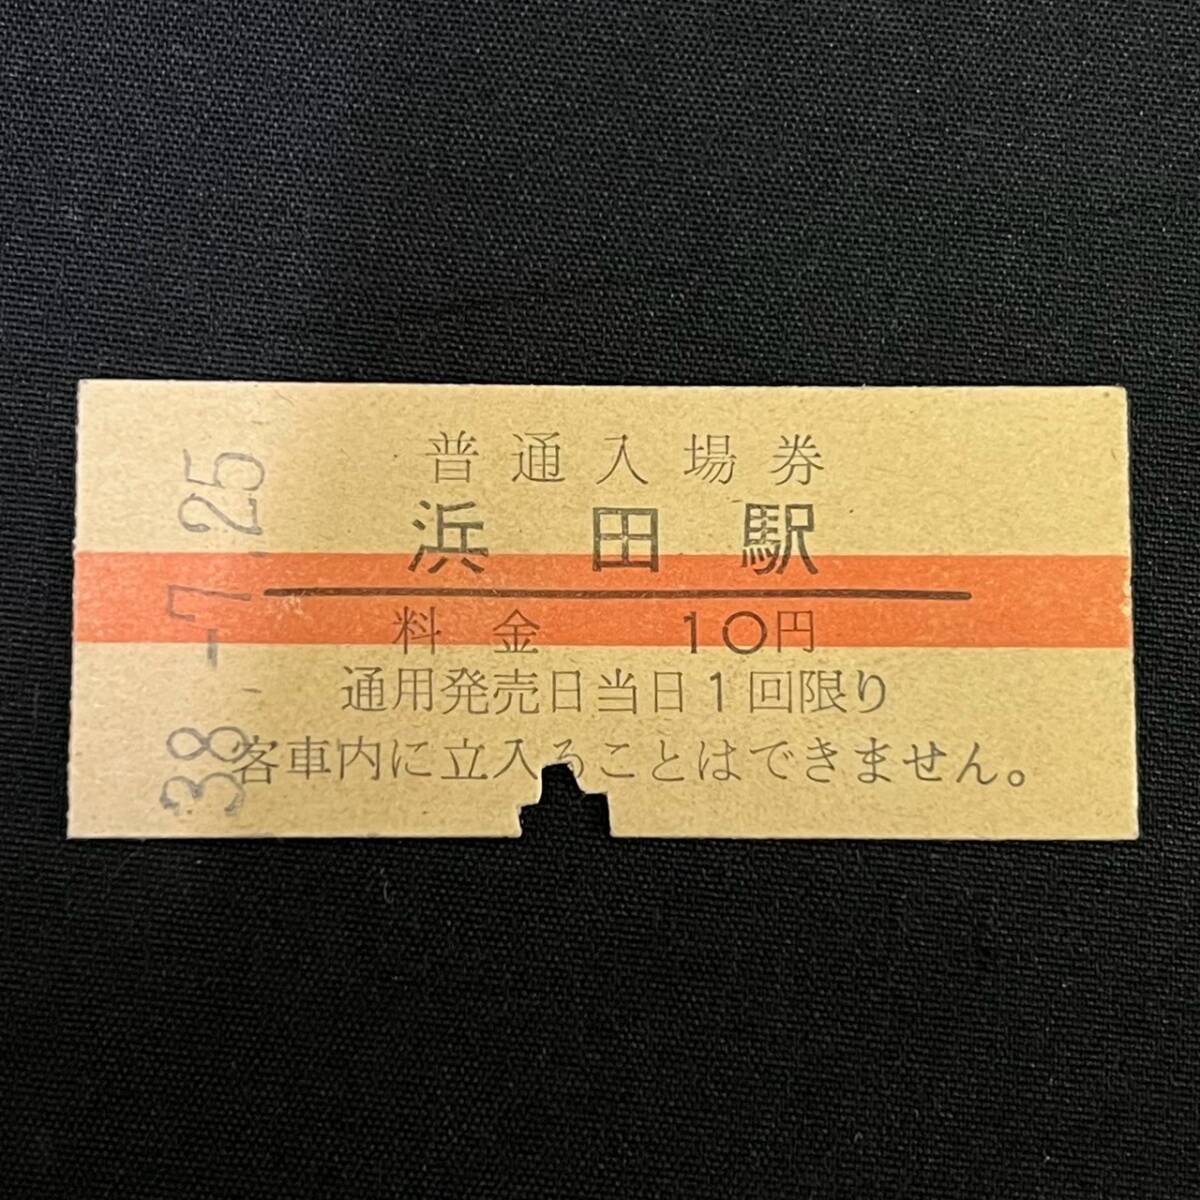 普通入場券
浜田駅
料金 10円
通用発売日当日1回限り
客車内に立入ることはできません。
38.-7.25